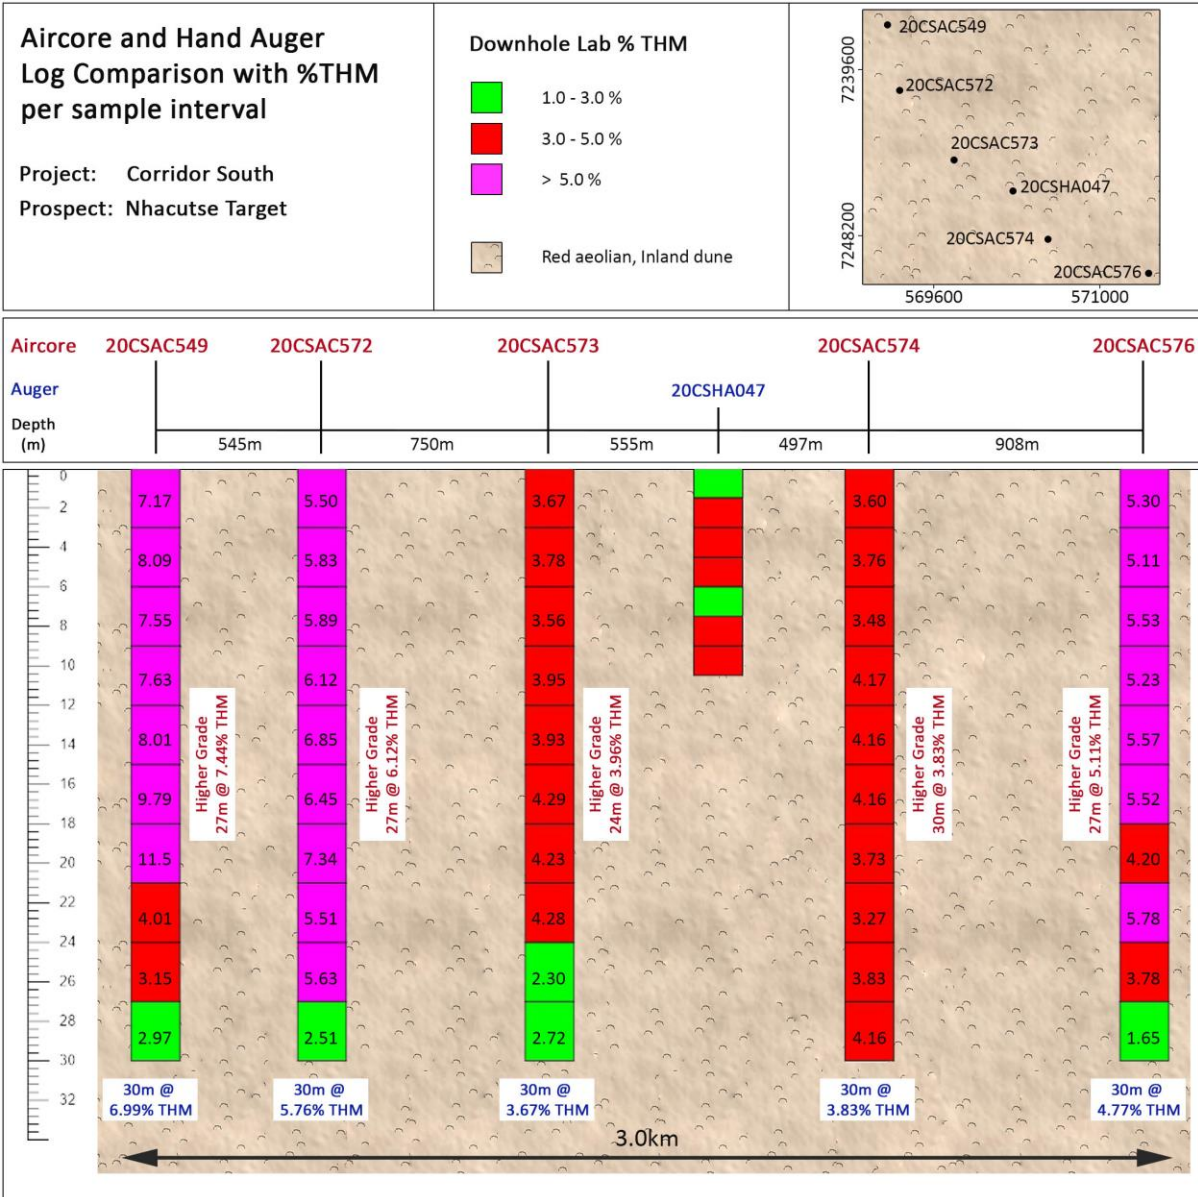 Aircore and Hand Auger
Log Comparison with %THM
per sample interval
Project: Corridor South
Prospect: Nhacutse Target
Downhole Lab % THM
1.0 - 3.0 %
3.0 - 5.0 %
> 5.0 %
Red aeolian, Inland dune
20CSAC549
20CSAC572
20CSAC573
20CSHA047
20CSAC574
20CSAC576
7239600
7248200
569600 571000
Aircore 20CSAC549 20CSAC572 20CSAC573 20CSAC574 20CSAC576
Auger 20CSHA047
Depth
(m) 545m 750m 555m 497m 908m
0
2
4
6
8
10
12
14
16
18
20
22
24
26
28
30
32
7.17
8.09
7.55
7.63
8.01
9.79
11.5
4.01
3.15
2.97
Higher Grade
27m @ 7.44% THM
30m @
6.99% THM
5.50
5.83
5.89
6.12
6.85
6.45
7.34
5.51
5.63
2.51
Higher Grade
27m @ 6.12% THM
30m @
5.76% THM
3.67
3.78
3.56
3.95
3.93
4.29
4.23
4.28
2.30
2.72
Higher Grade
24m @ 3.96% THM
30m @
3.67% THM
3.60
3.76
3.48
4.17
4.16
4.16
3.73
3.27
3.83
4.16
Higher Grade
30m @ 3.83% THM
30m @
3.83% THM
5.30
5.11
5.53
5.23
5.57
5.52
4.20
5.78
3.78
1.65
Higher Grade
27m @ 5.11% THM
30m @
4.77% THM
3.0km